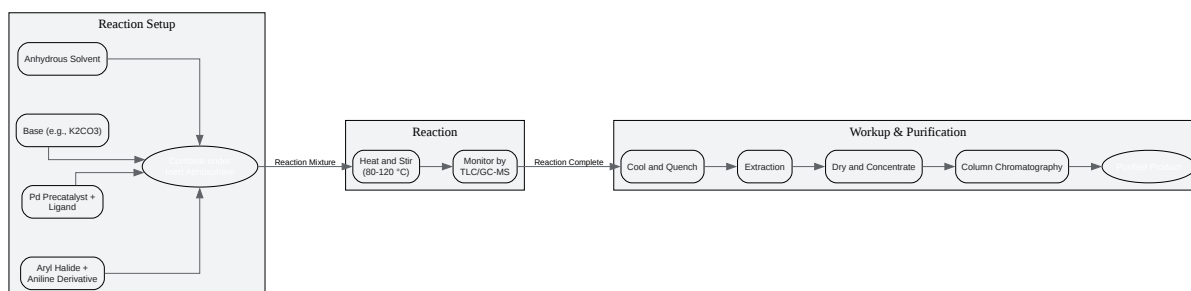 Reaction Setup
Anhydrous Solvent
Base (e.g., K2CO3)
Pd Precatalyst +
Ligand
Aryl Halide +
Aniline Derivative
Reaction Mixture
Reaction
Heat and Stir
(80-120 °C)
Monitor by
TLC/GC-MS
Reaction Complete
Workup & Purification
Cool and Quench
Extraction
Dry and Concentrate
Column Chromatography